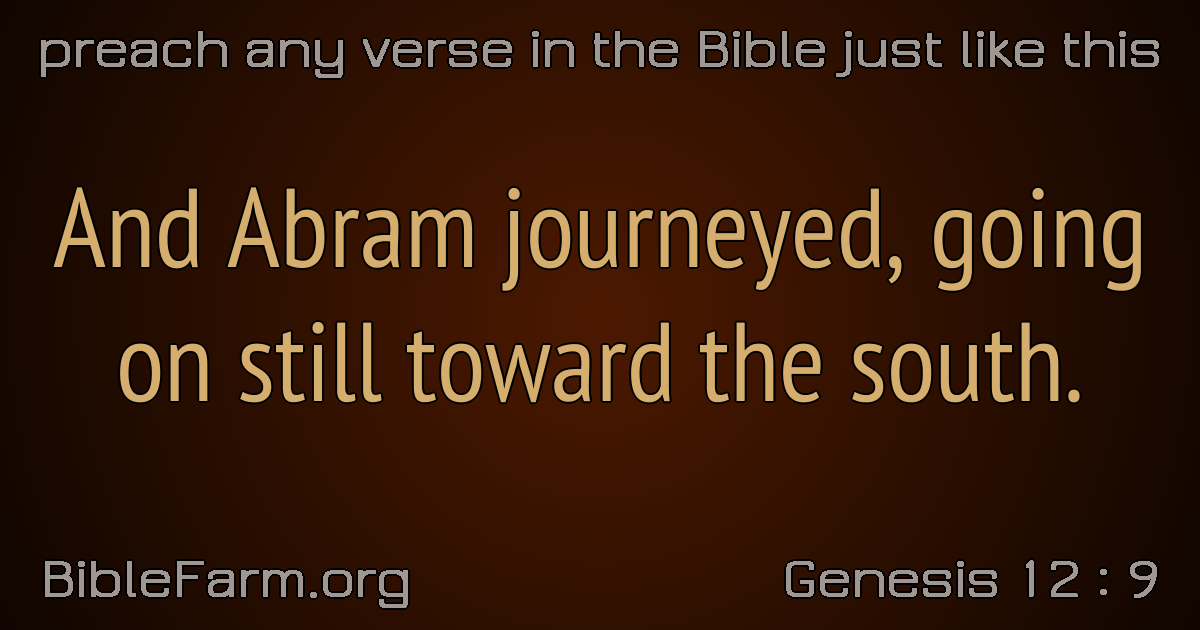 preach any verse in the Bible just like this
And Abram journeyed, going
on still toward the south.
BibleFarm.org
Genesis 12 : 9